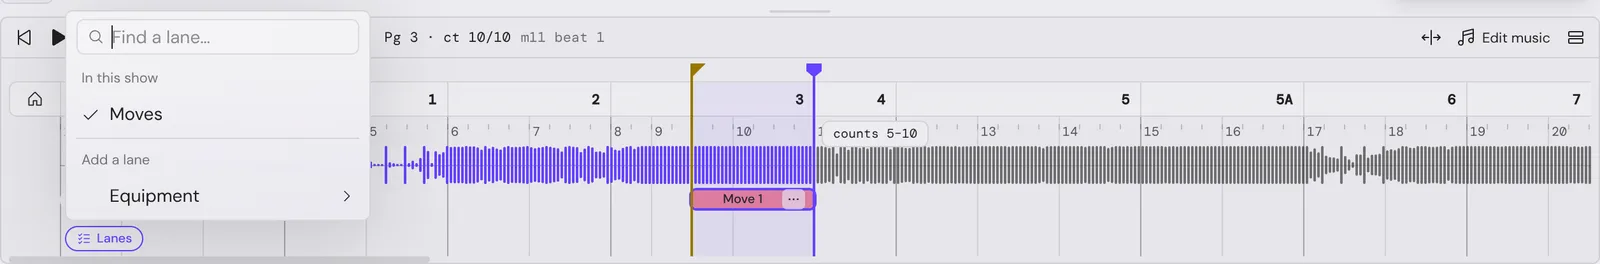 Find a lane...
Pg 3 · ct 10/10 m11 beat 1
Edit music
In this show
Moves
Add a lane
Equipment
1 2 3 4 5 5A 6 7
5 6 7 8 9 10 13 14 15 16 17 18 19 20
counts 5-10
Move 1 ...
Lanes